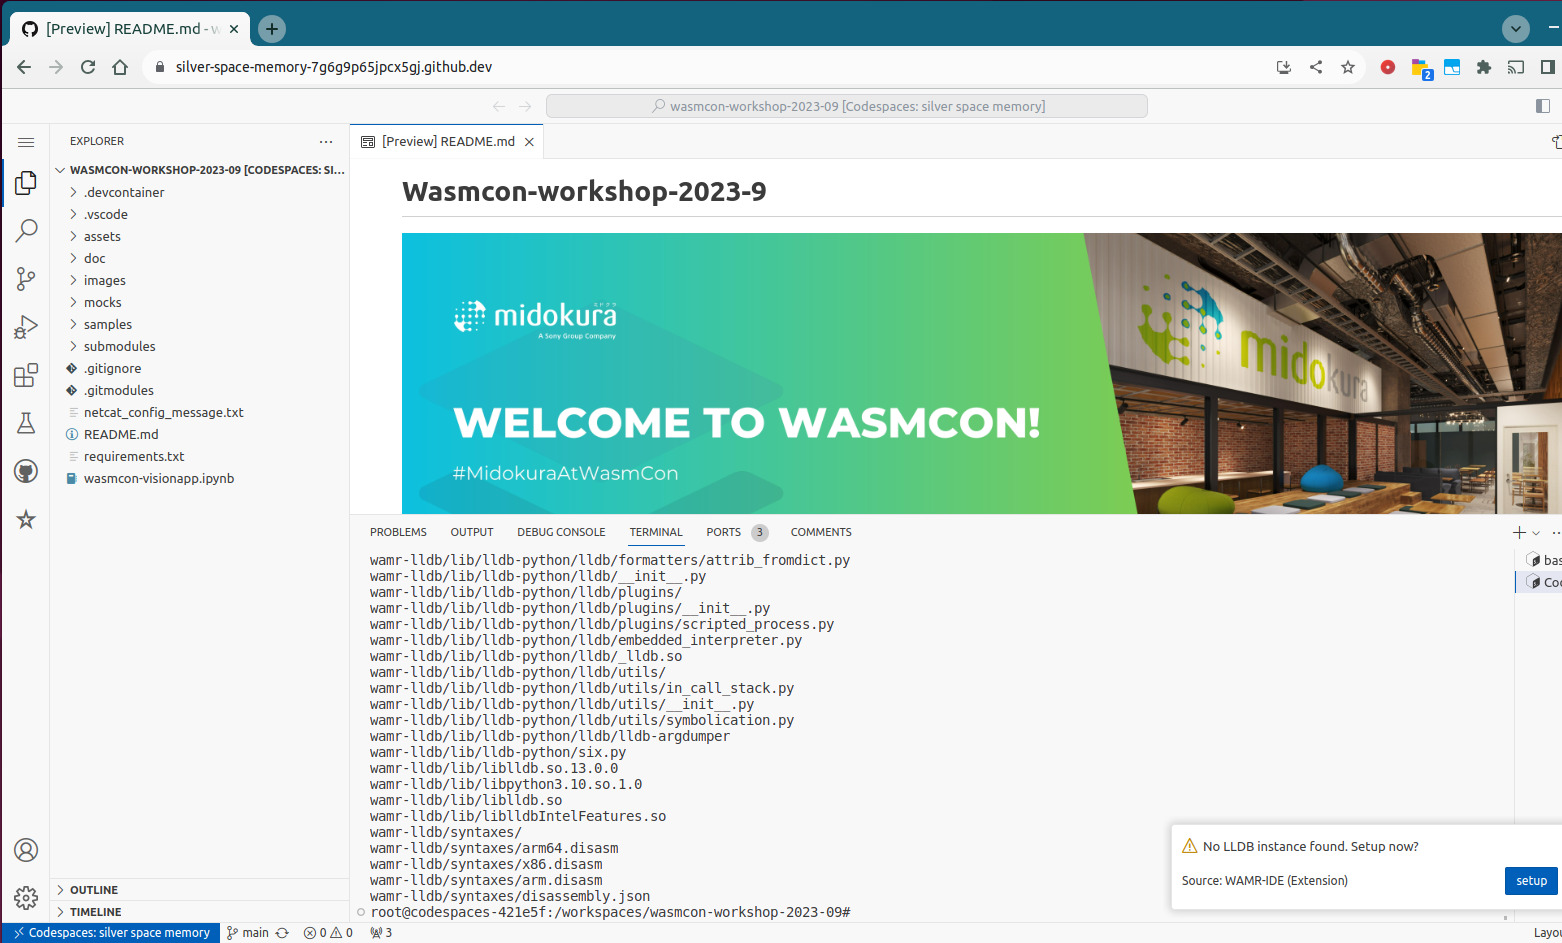 [Preview] README.md - w
silver-space-memory-7g6g9p65jpcx5gj.github.dev
2
wasmcon-workshop-2023-09 [Codespaces: silver space memory]
EXPLORER
[Preview] README.md
WASMCON-WORKSHOP-2023-09 [CODESPACES: SI...
.devcontainer
.vscode
assets
doc
images
mocks
samples
submodules
.gitignore
.gitmodules
netcat_config_message.txt
README.md
requirements.txt
wasmcon-visionapp.ipynb
OUTLINE
TIMELINE
Wasmcon-workshop-2023-9
midokura
A Sony Group Company
WELCOME TO WASMCON!
#MidokuraAtWasmCon
midokura
PROBLEMS OUTPUT DEBUG CONSOLE TERMINAL PORTS 3 COMMENTS
wamr-lldb/lib/lldb-python/lldb/formatters/attrib_fromdict.py
wamr-lldb/lib/lldb-python/lldb/__init__.py
wamr-lldb/lib/lldb-python/lldb/plugins/
wamr-lldb/lib/lldb-python/lldb/plugins/__init__.py
wamr-lldb/lib/lldb-python/lldb/plugins/scripted_process.py
wamr-lldb/lib/lldb-python/lldb/embedded_interpreter.py
wamr-lldb/lib/lldb-python/lldb/_lldb.so
wamr-lldb/lib/lldb-python/lldb/utils/
wamr-lldb/lib/lldb-python/lldb/utils/in_call_stack.py
wamr-lldb/lib/lldb-python/lldb/utils/__init__.py
wamr-lldb/lib/lldb-python/lldb/utils/symbolication.py
wamr-lldb/lib/lldb-python/lldb/lldb-argdumper
wamr-lldb/lib/lldb-python/six.py
wamr-lldb/lib/liblldb.so.13.0.0
wamr-lldb/lib/libpython3.10.so.1.0
wamr-lldb/lib/liblldb.so
wamr-lldb/lib/liblldbIntelFeatures.so
wamr-lldb/syntaxes/
wamr-lldb/syntaxes/arm64.disasm
wamr-lldb/syntaxes/x86.disasm
wamr-lldb/syntaxes/arm.disasm
wamr-lldb/syntaxes/disassembly.json
root@codespaces-421e5f:/workspaces/wasmcon-workshop-2023-09#
bas
Coo
No LLDB instance found. Setup now?
Source: WAMR-IDE (Extension)
setup
Codespaces: silver space memory
main
0 0
3
Layou